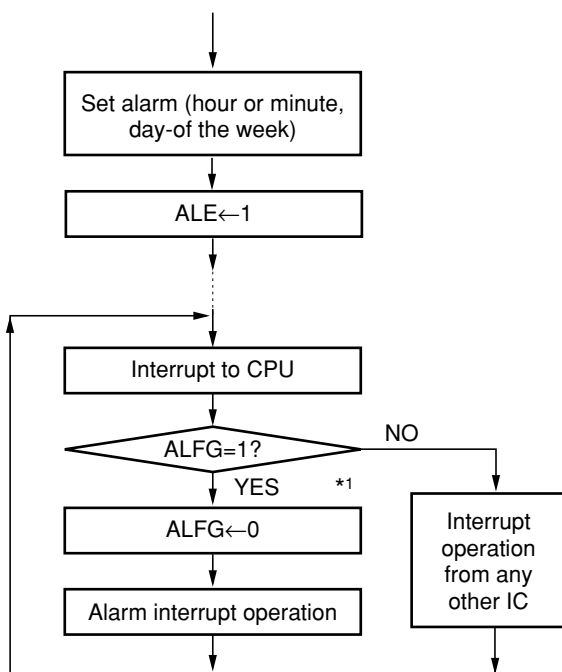 Set alarm (hour or minute,
day-of the week)
ALE←1
Interrupt to CPU
ALFG=1?
NO
YES
*1
ALFG←0
Interrupt
operation
from any
other IC
Alarm interrupt operation